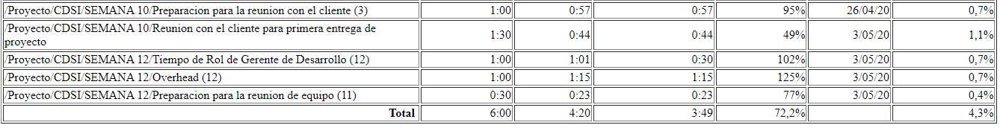 /Proyecto/CDSI/SEMANA 10/Preparacion para la reunion con el cliente (3) 1:00 0:57 0:57 95% 26/04/20 0,7%
/Proyecto/CDSI/SEMANA 10/Reunion con el cliente para primera entrega de
proyecto 1:30 0:44 0:44 49% 3/05/20 1,1%
/Proyecto/CDSI/SEMANA 12/Tiempo de Rol de Gerente de Desarrollo (12) 1:00 1:01 0:30 102% 3/05/20 0,7%
/Proyecto/CDSI/SEMANA 12/Overhead (12) 1:00 1:15 1:15 125% 3/05/20 0,7%
/Proyecto/CDSI/SEMANA 12/Preparacion para la reunion de equipo (11) 0:30 0:23 0:23 77% 3/05/20 0,4%
Total 6:00 4:20 3:49 72,2% 4,3%